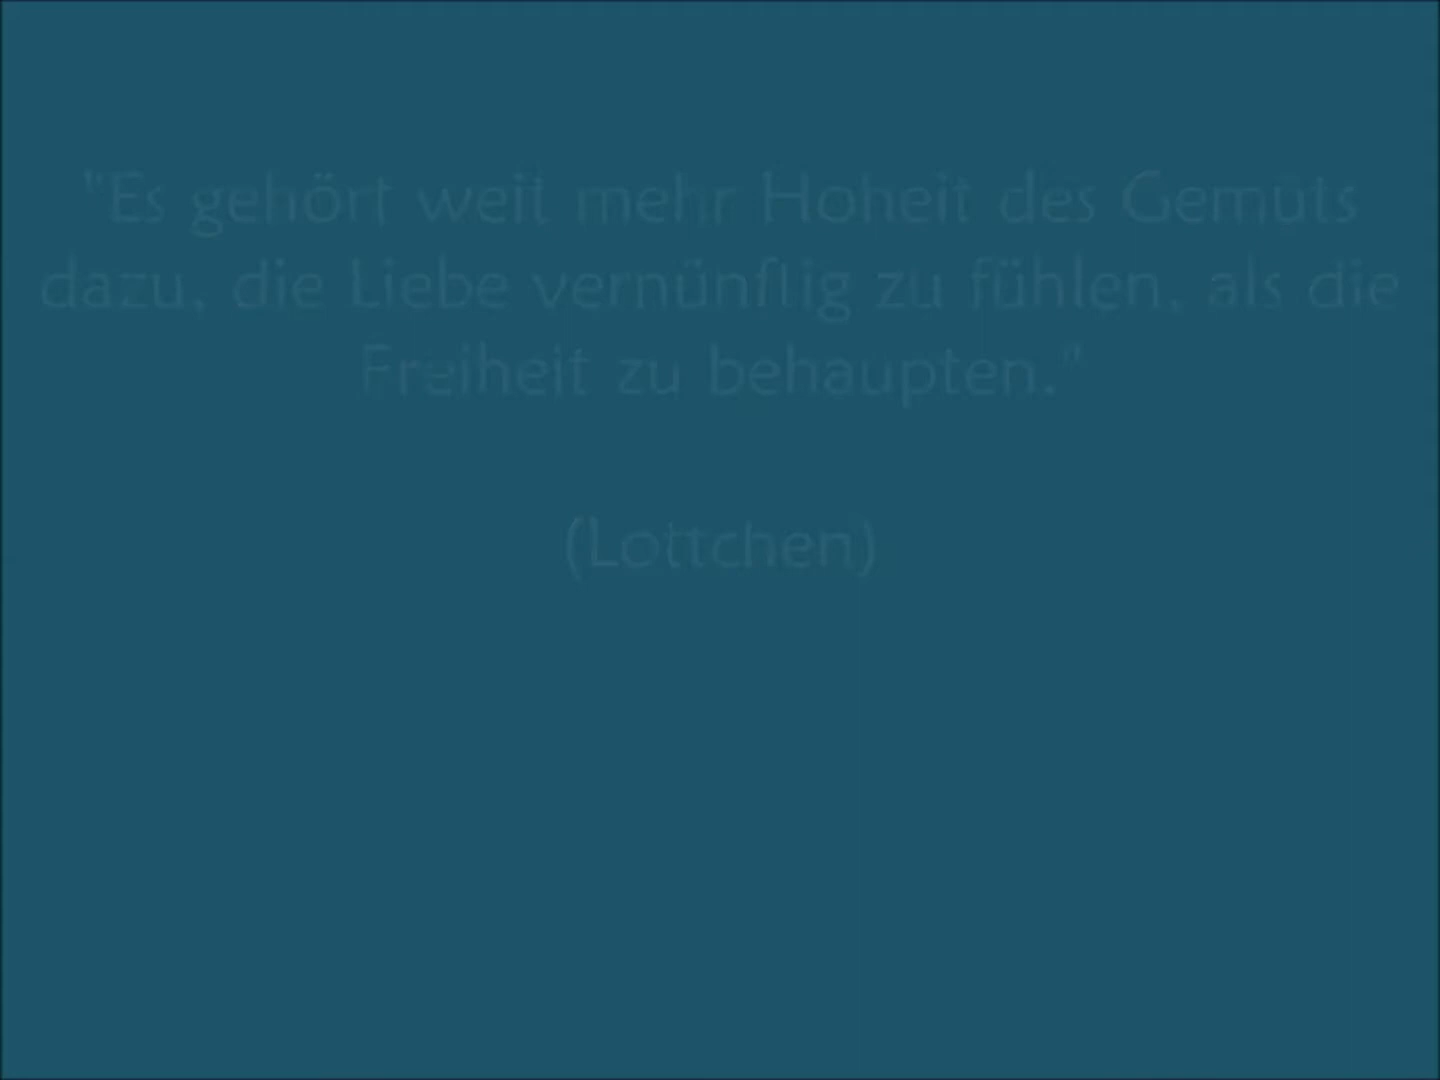 "Es gehört weit mehr Hoheit des Gemüts
dazu, die Liebe vernünftig zu fühlen, als die
Freiheit zu behaupten."
(Lottchen)